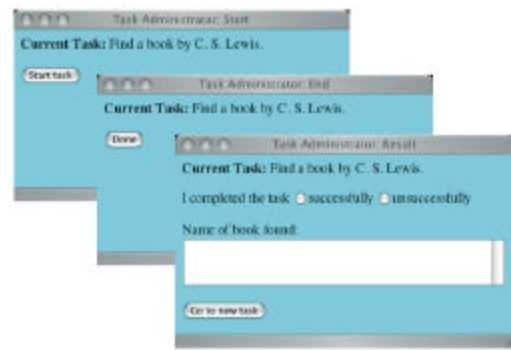 Task Administrator: Start
Current Task: Find a book by C. S. Lewis.
Start task
Task Administrator: End
Current Task: Find a book by C. S. Lewis.
Done
Task Administrator: Result
Current Task: Find a book by C. S. Lewis.
I completed the task successfully unsuccessfully
Name of book found:
Go to new task